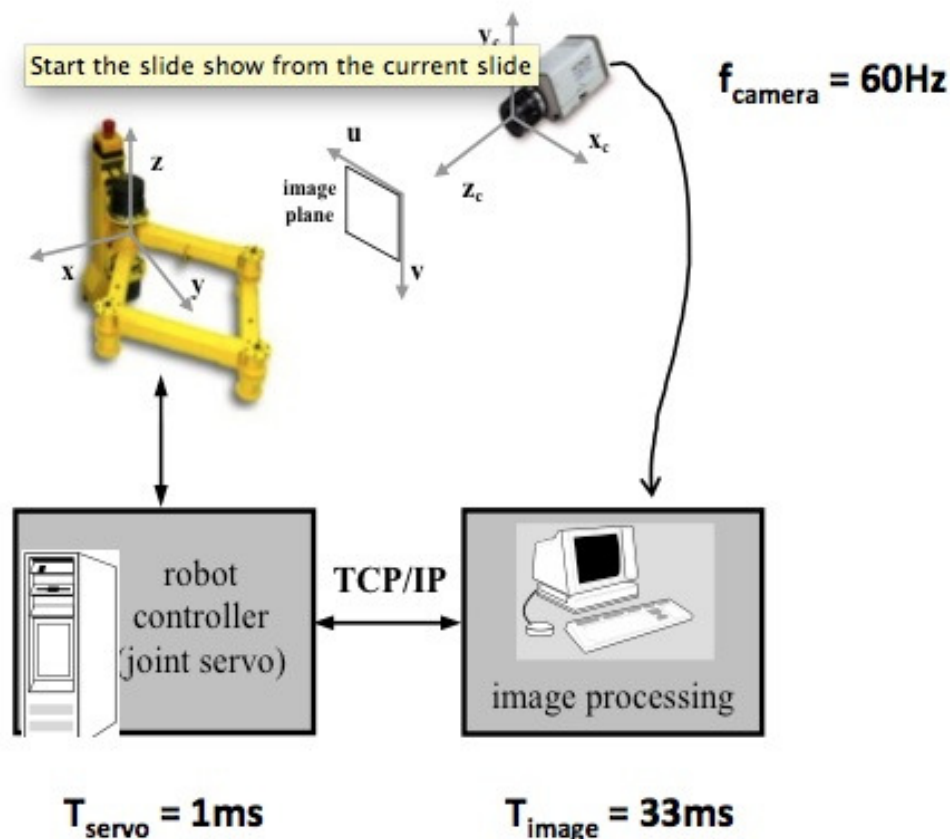 Start the slide show from the current slide
y_c
f_camera = 60Hz
u
x_c
z
image
plane
z_c
x
y
v
robot
controller
(joint servo)
TCP/IP
image processing
T_servo = 1ms
T_image = 33ms